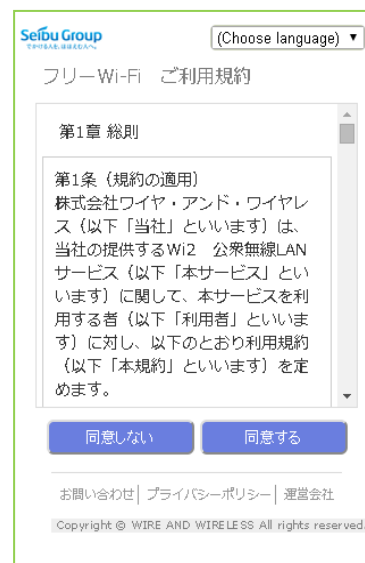 Seibu Group
でかける人を、ほほえむ人へ。
(Choose language) ▼
フリーWi-Fi　ご利用規約
第1章 総則
第1条（規約の適用）
株式会社ワイヤ・アンド・ワイヤレ
ス（以下「当社」といいます）は、
当社の提供するWi2　公衆無線LAN
サービス（以下「本サービス」とい
います）に関して、本サービスを利
用する者（以下「利用者」といいま
す）に対し、以下のとおり利用規約
（以下「本規約」といいます）を定
めます。
同意しない
同意する
お問い合わせ│ プライバシーポリシー│ 運営会社
Copyright © WIRE AND WIRELESS All rights reserved.